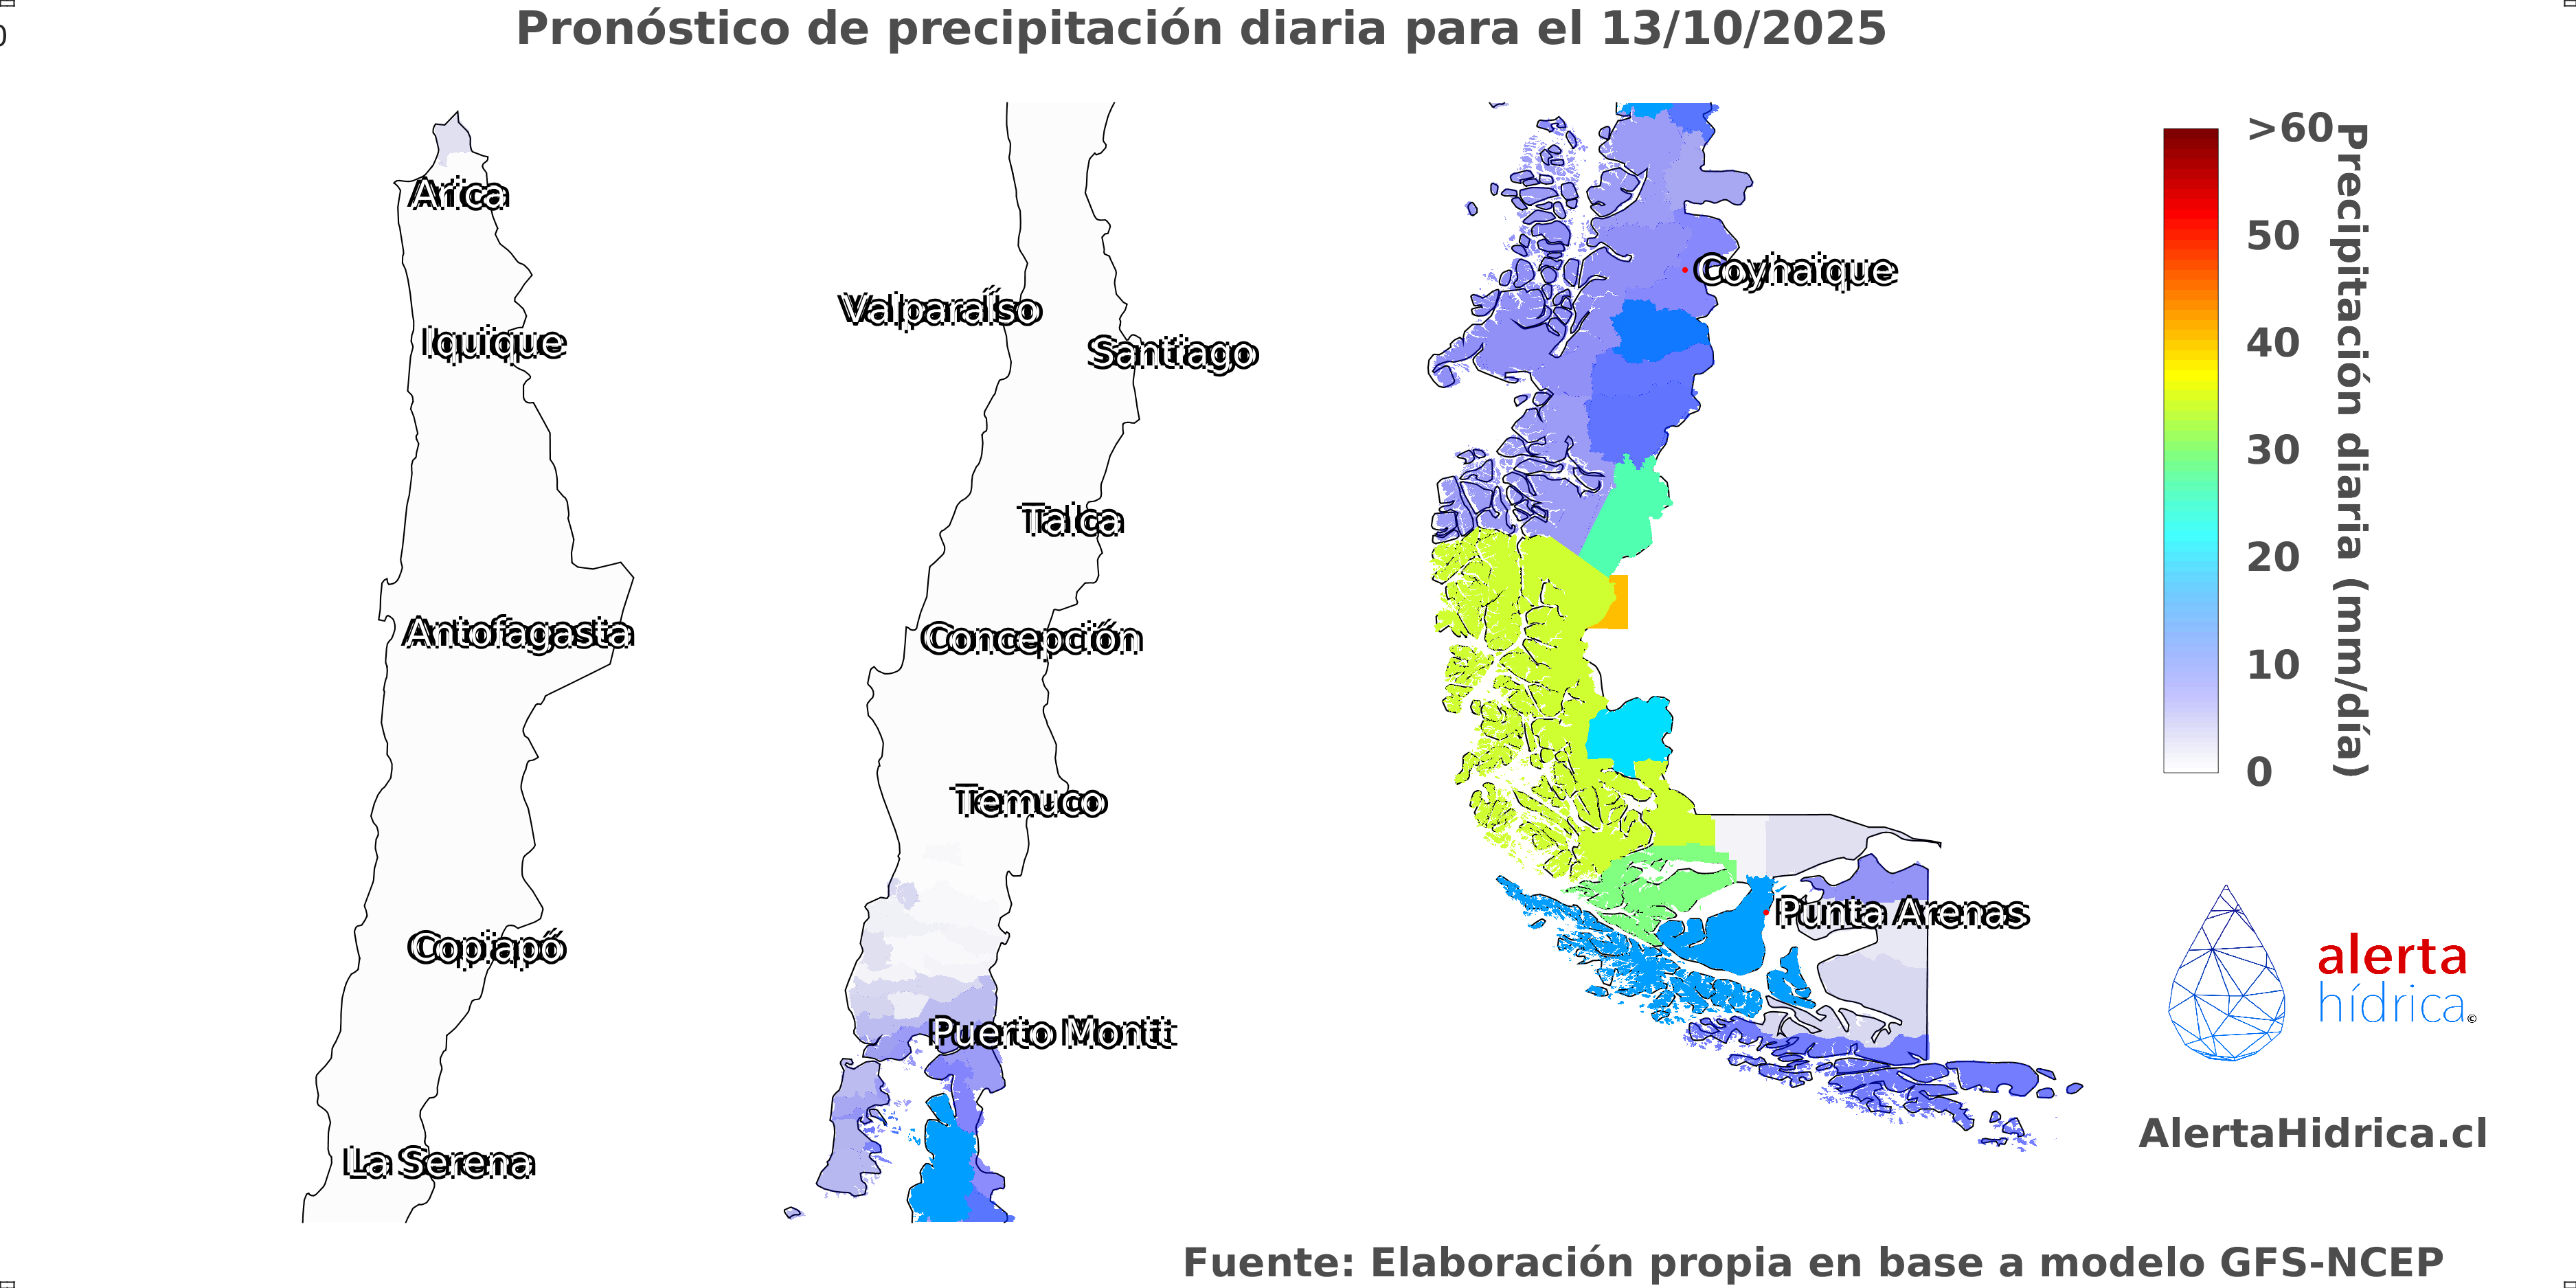 Pronóstico de precipitación diaria para el 13/10/2025
0
Arica
Iquique
Antofagasta
Copiapó
La Serena
Valparaíso
Santiago
Talca
Concepción
Temuco
Puerto Montt
Coyhaique
Punta Arenas
>60
50
40
30
20
10
0
Precipitación diaria (mm/día)
alerta
hídrica©
AlertaHidrica.cl
Fuente: Elaboración propia en base a modelo GFS-NCEP